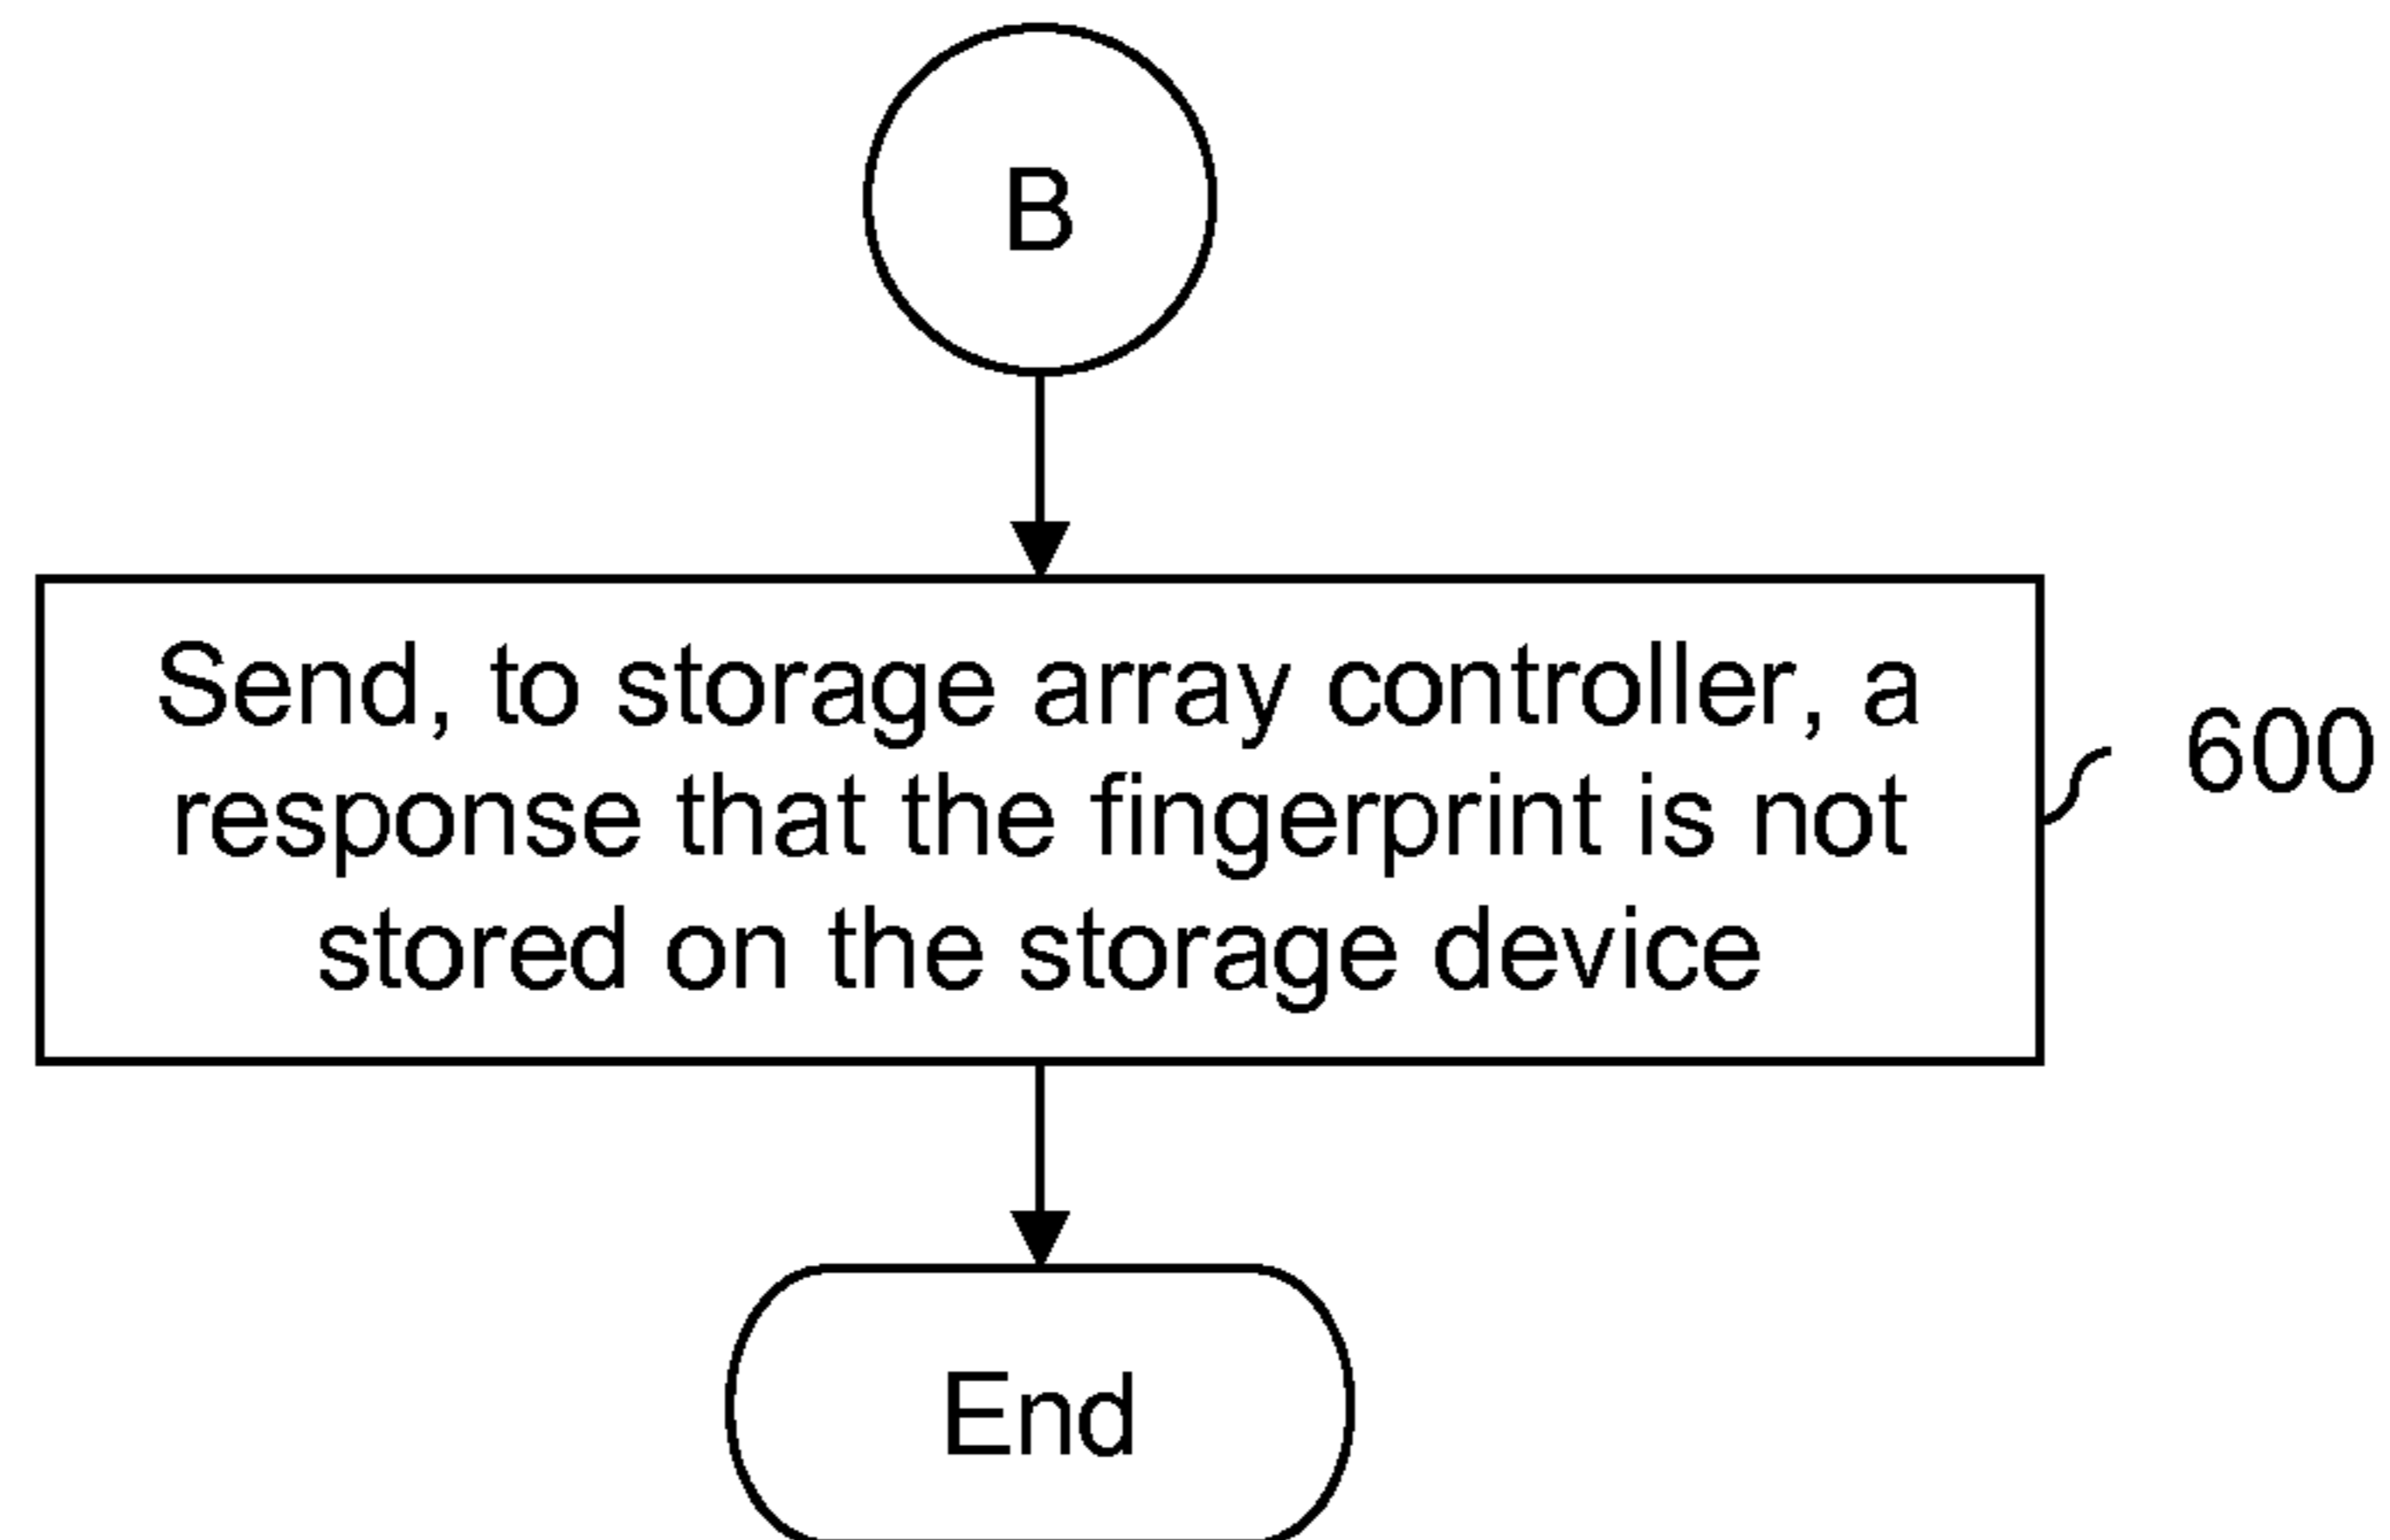 B
Send, to storage array controller, a
response that the fingerprint is not
stored on the storage device
600
End